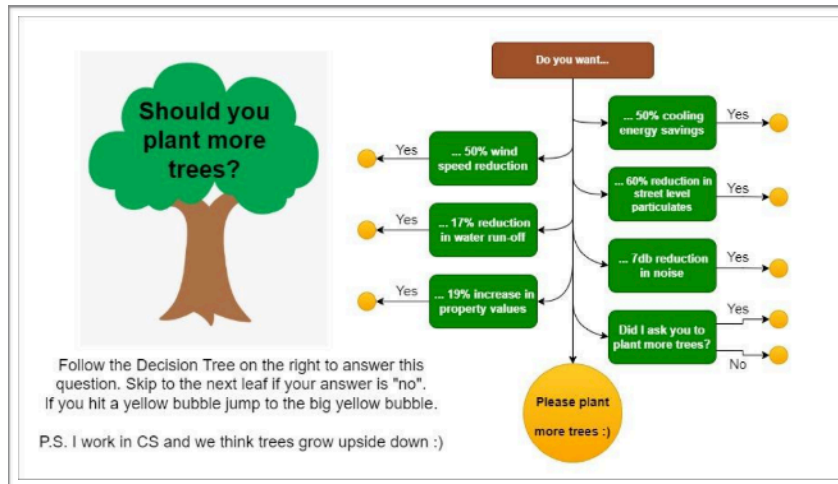 Should you
plant more
trees?
Follow the Decision Tree on the right to answer this
question. Skip to the next leaf if your answer is "no".
If you hit a yellow bubble jump to the big yellow bubble.
P.S. I work in CS and we think trees grow upside down :)
Do you want...
... 50% cooling
energy savings
Yes
... 50% wind
speed reduction
Yes
... 60% reduction in
street level
particulates
Yes
... 17% reduction
in water run-off
Yes
... 7db reduction
in noise
Yes
... 19% increase in
property values
Yes
Did I ask you to
plant more trees?
Yes
No
Please plant
more trees :)